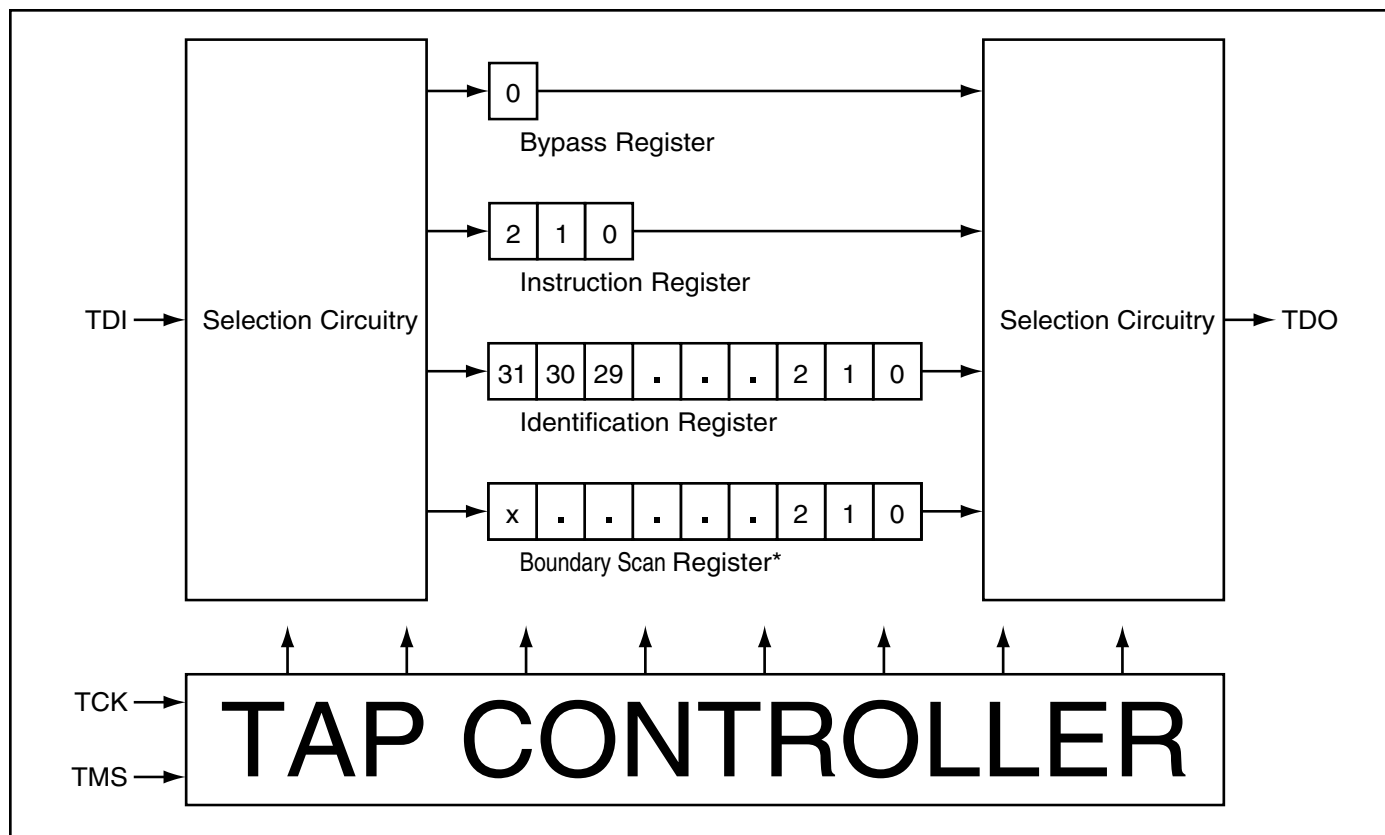 0
Bypass Register
2 1 0
Instruction Register
TDI
Selection Circuitry
Selection Circuitry
TDO
31 30 29 . . . 2 1 0
Identification Register
x . . . . . 2 1 0
Boundary Scan Register*
TCK
TMS
TAP CONTROLLER